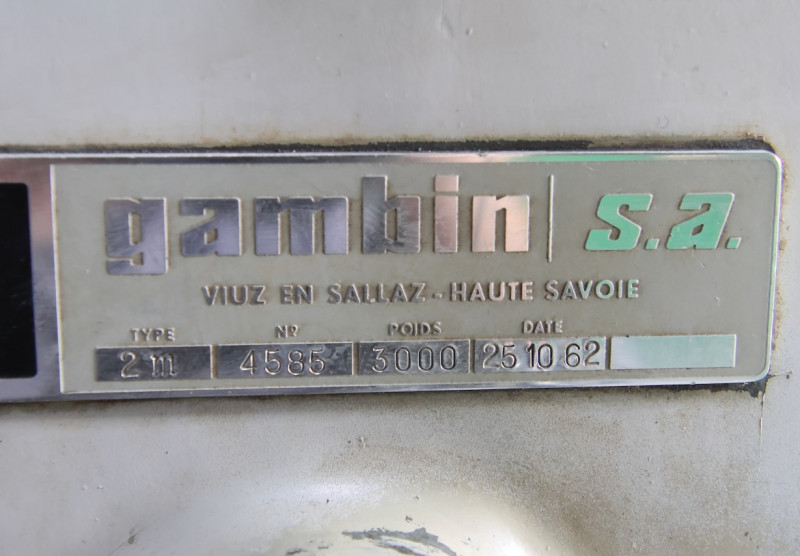 gambin | s.a.
VIUZ EN SALLAZ - HAUTE SAVOIE
TYPE Nº POIDS DATE
2 m 4585 3000 25 10 62